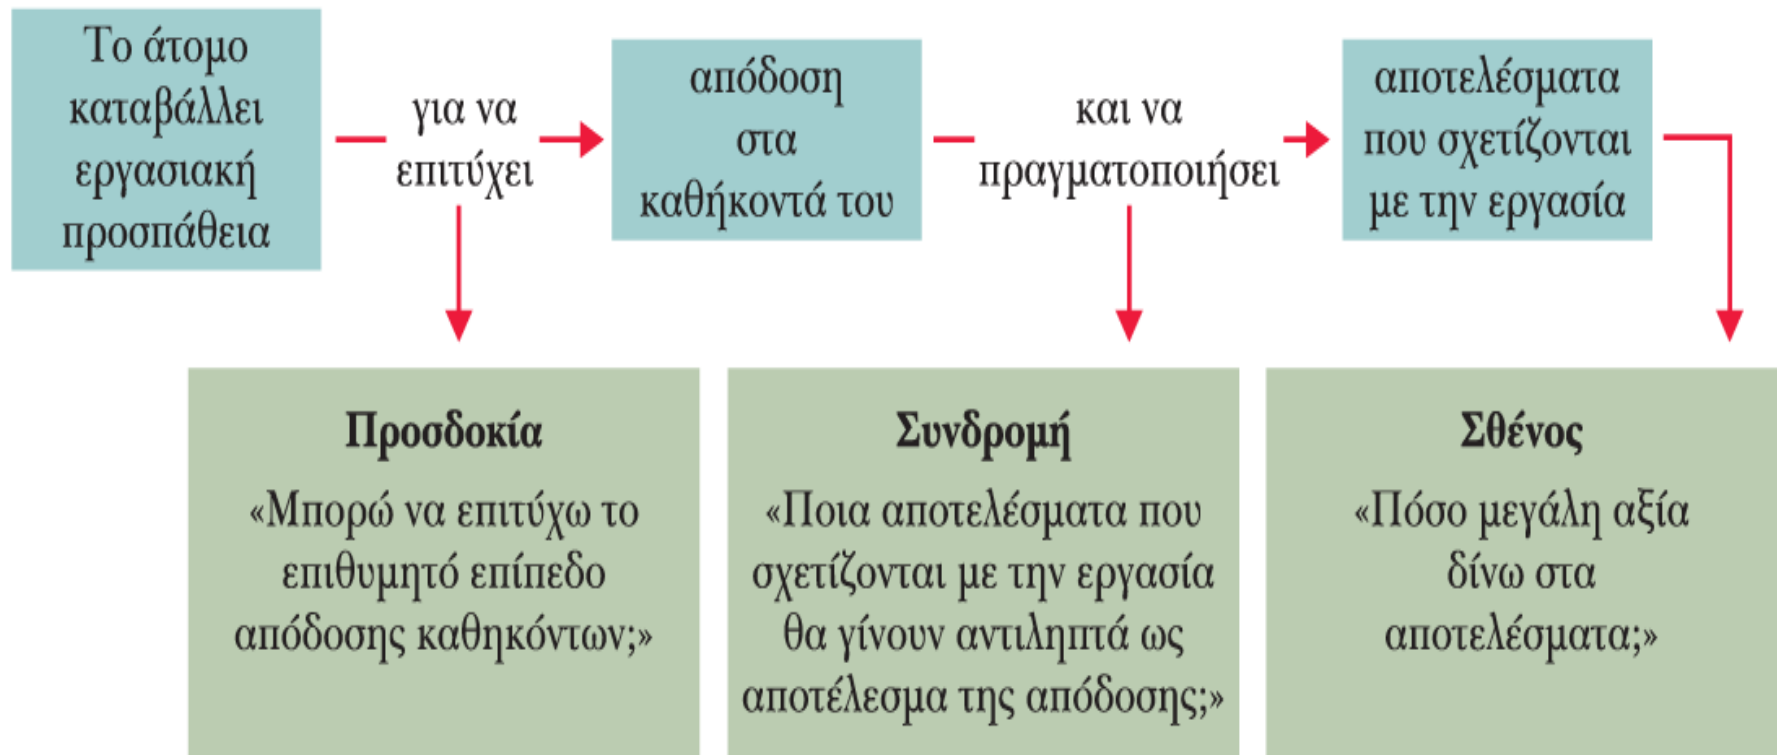 Το άτομο
καταβάλλει
εργασιακή
προσπάθεια
για να
επιτύχει
απόδοση
στα
καθήκοντά του
και να
πραγματοποιήσει
αποτελέσματα
που σχετίζονται
με την εργασία
Προσδοκία
«Μπορώ να επιτύχω το
επιθυμητό επίπεδο
απόδοσης καθηκόντων;»
Συνδρομή
«Ποια αποτελέσματα που
σχετίζονται με την εργασία
θα γίνουν αντιληπτά ως
αποτέλεσμα της απόδοσης;»
Σθένος
«Πόσο μεγάλη αξία
δίνω στα
αποτελέσματα;»